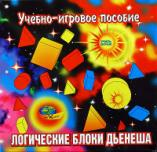 Учебно-игровое пособие
ЛОГИЧЕСКИЕ БЛОКИ ДЬЕНЕША